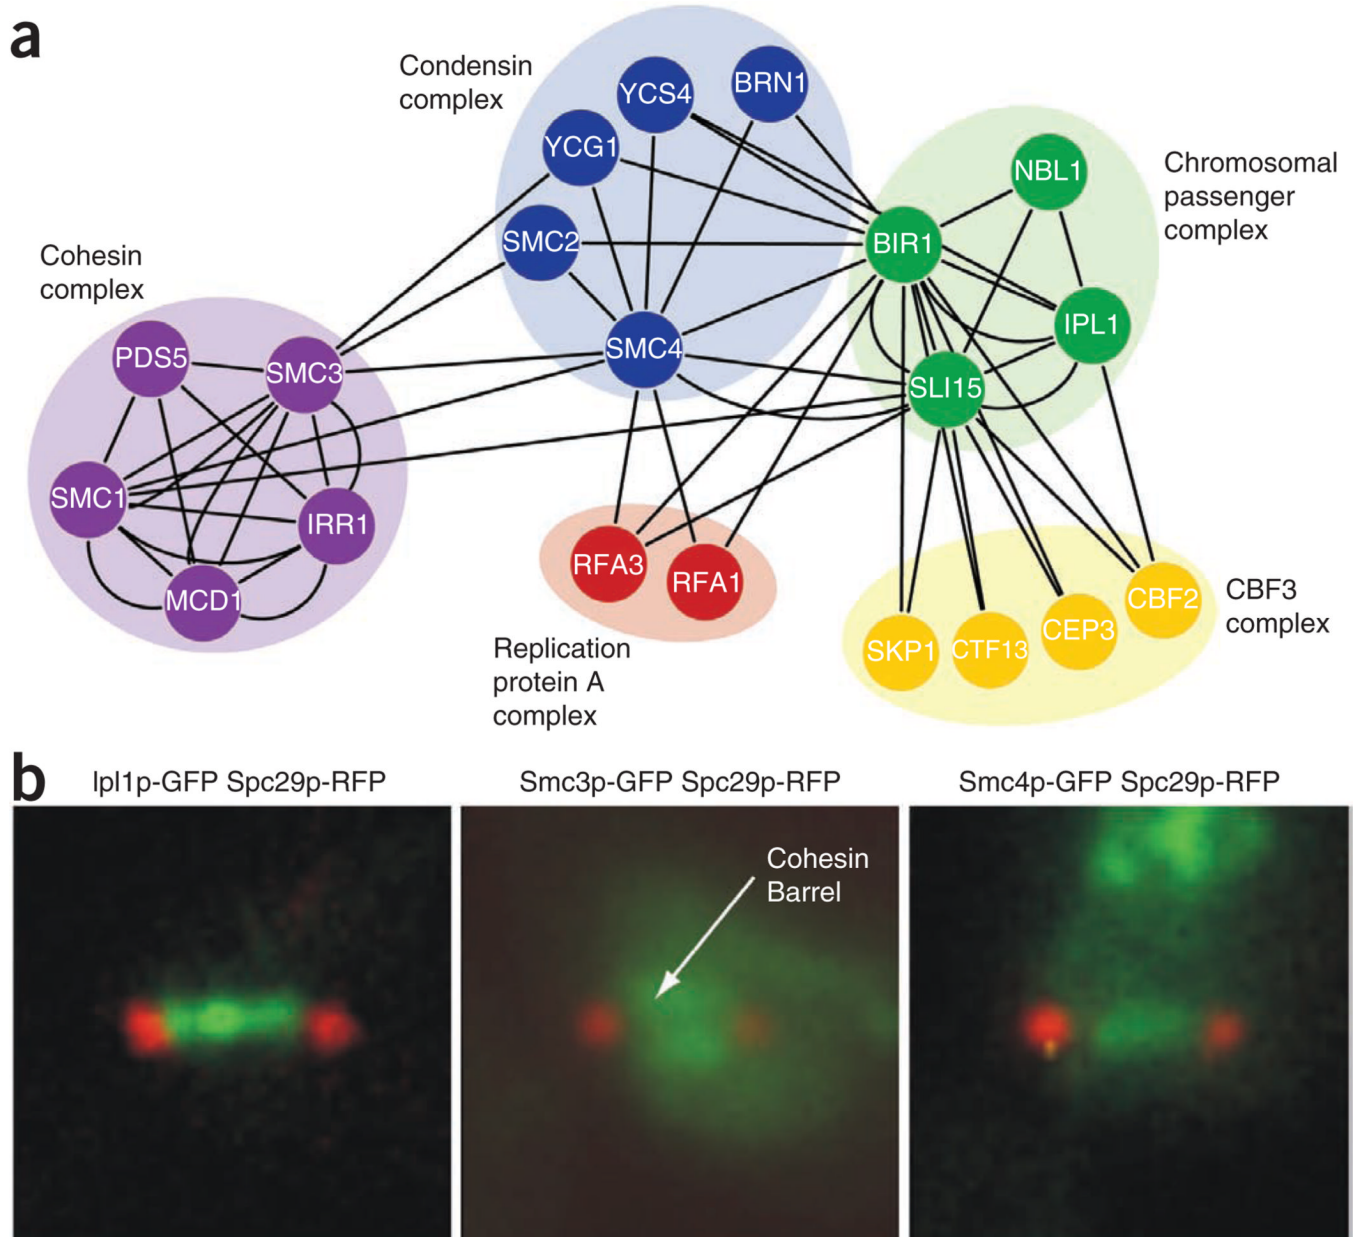 a
Condensin
complex
YCS4
BRN1
YCG1
NBL1
Chromosomal
passenger
complex
SMC2
BIR1
Cohesin
complex
IPL1
PDS5
SMC3
SMC4
SLI15
SMC1
IRR1
RFA3
RFA1
MCD1
CBF2
CBF3
complex
SKP1
CTF13
CEP3
Replication
protein A
complex
b
Ipl1p-GFP Spc29p-RFP
Smc3p-GFP Spc29p-RFP
Smc4p-GFP Spc29p-RFP
Cohesin
Barrel